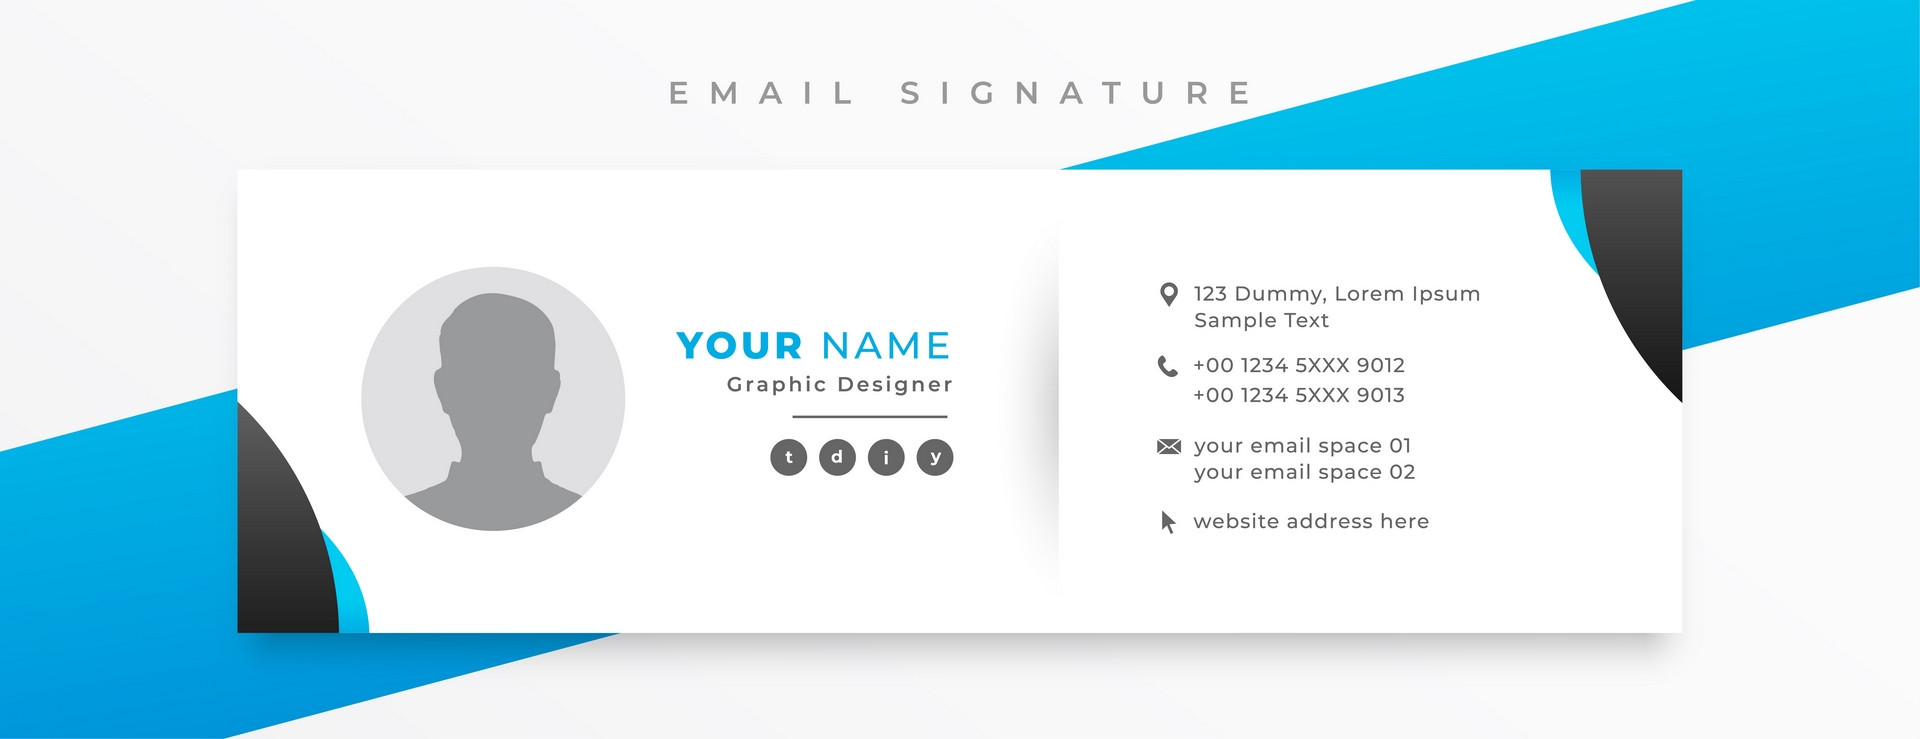 EMAIL SIGNATURE
YOUR NAME
Graphic Designer
t d i y
123 Dummy, Lorem Ipsum
Sample Text
+00 1234 5XXX 9012
+00 1234 5XXX 9013
your email space 01
your email space 02
website address here